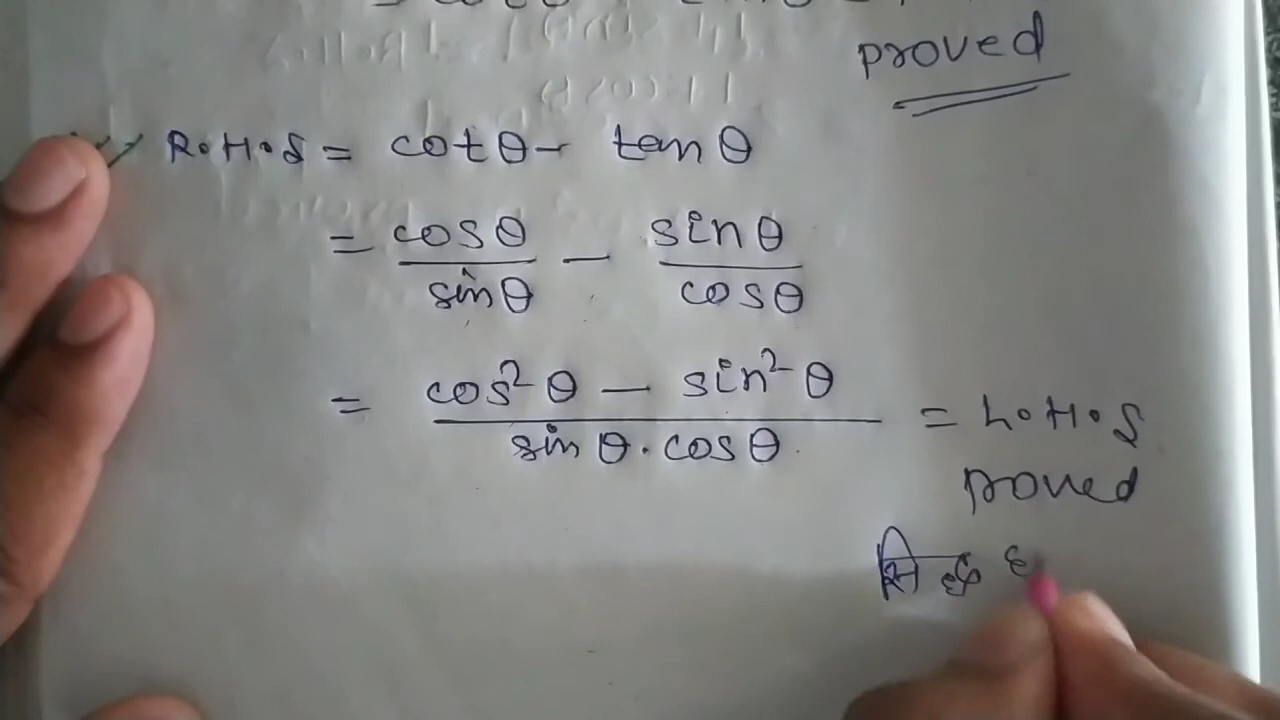 proved
R.H.S = cotθ - tanθ
= cosθ/sinθ - sinθ/cosθ
= cos²θ - sin²θ/sinθ.cosθ = L.H.S
proved
सिद्ध